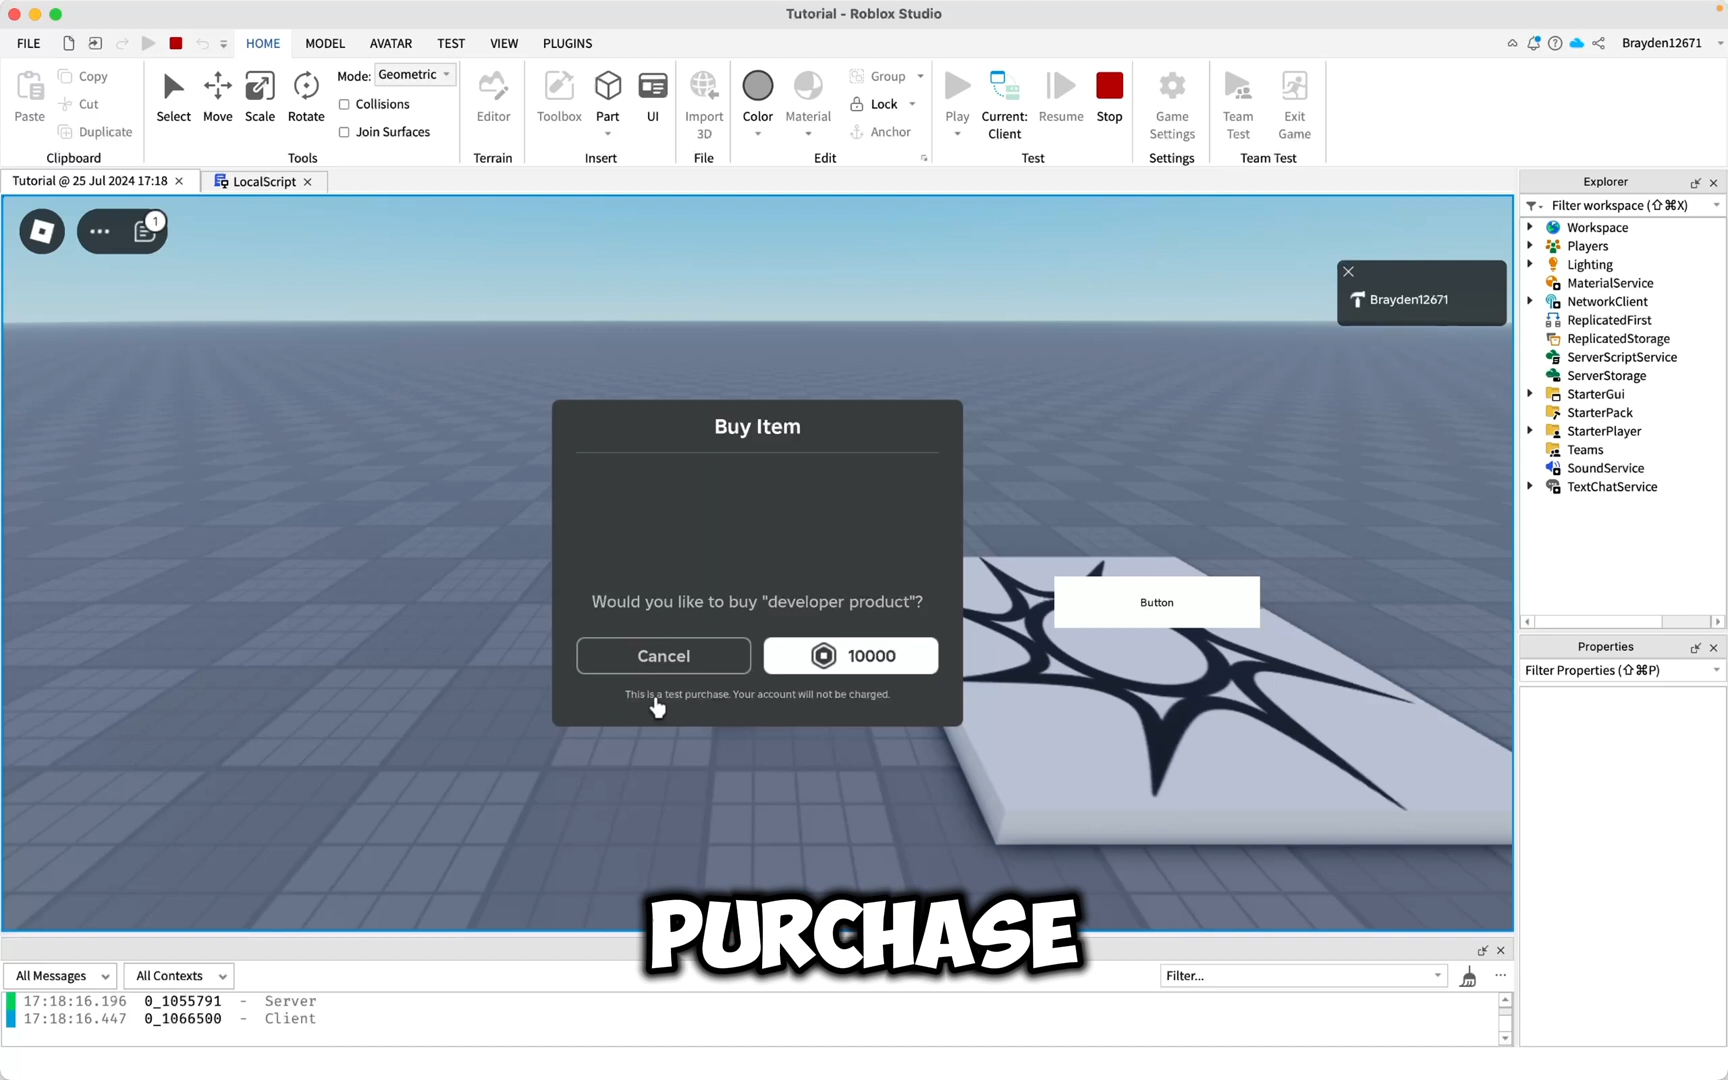 Tutorial - Roblox Studio
FILE HOME MODEL AVATAR TEST VIEW PLUGINS Brayden12671
Paste Copy Cut Duplicate
Clipboard
Select Move Scale Rotate
Mode: Geometric
Collisions
Join Surfaces
Tools
Editor
Terrain
Toolbox Part UI
Insert
Import 3D
File
Color Material
Group
Lock
Anchor
Edit
Play Current: Client Resume Stop
Test
Game Settings
Settings
Team Test Exit Game
Team Test
Tutorial @ 25 Jul 2024 17:18 LocalScript
1
Brayden12671
Buy Item
Would you like to buy "developer product"?
Cancel 10000
This is a test purchase. Your account will not be charged.
Button
PURCHASE
Explorer
Filter workspace (⇧⌘X)
Workspace
Players
Lighting
MaterialService
NetworkClient
ReplicatedFirst
ReplicatedStorage
ServerScriptService
ServerStorage
StarterGui
StarterPack
StarterPlayer
Teams
SoundService
TextChatService
Properties
Filter Properties (⇧⌘P)
All Messages All Contexts Filter...
17:18:16.196 0_1055791 - Server
17:18:16.447 0_1066500 - Client